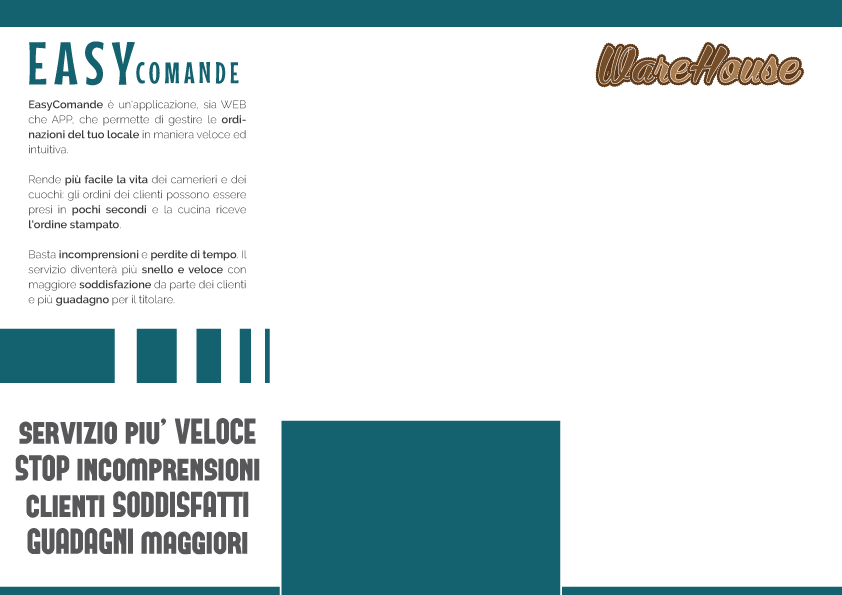 EASYCOMANDE
EasyComande è un'applicazione, sia WEB
che APP, che permette di gestire le ordi-
nazioni del tuo locale in maniera veloce ed
intuitiva.
Rende più facile la vita dei camerieri e dei
cuochi: gli ordini dei clienti possono essere
presi in pochi secondi e la cucina riceve
l'ordine stampato.
Basta incomprensioni e perdite di tempo. Il
servizio diventerà più snello e veloce con
maggiore soddisfazione da parte dei clienti
e più guadagno per il titolare.
SERVIZIO PIU' VELOCE
STOP INCOMPRENSIONI
CLIENTI SODDISFATTI
GUADAGNI MAGGIORI
WareHouse